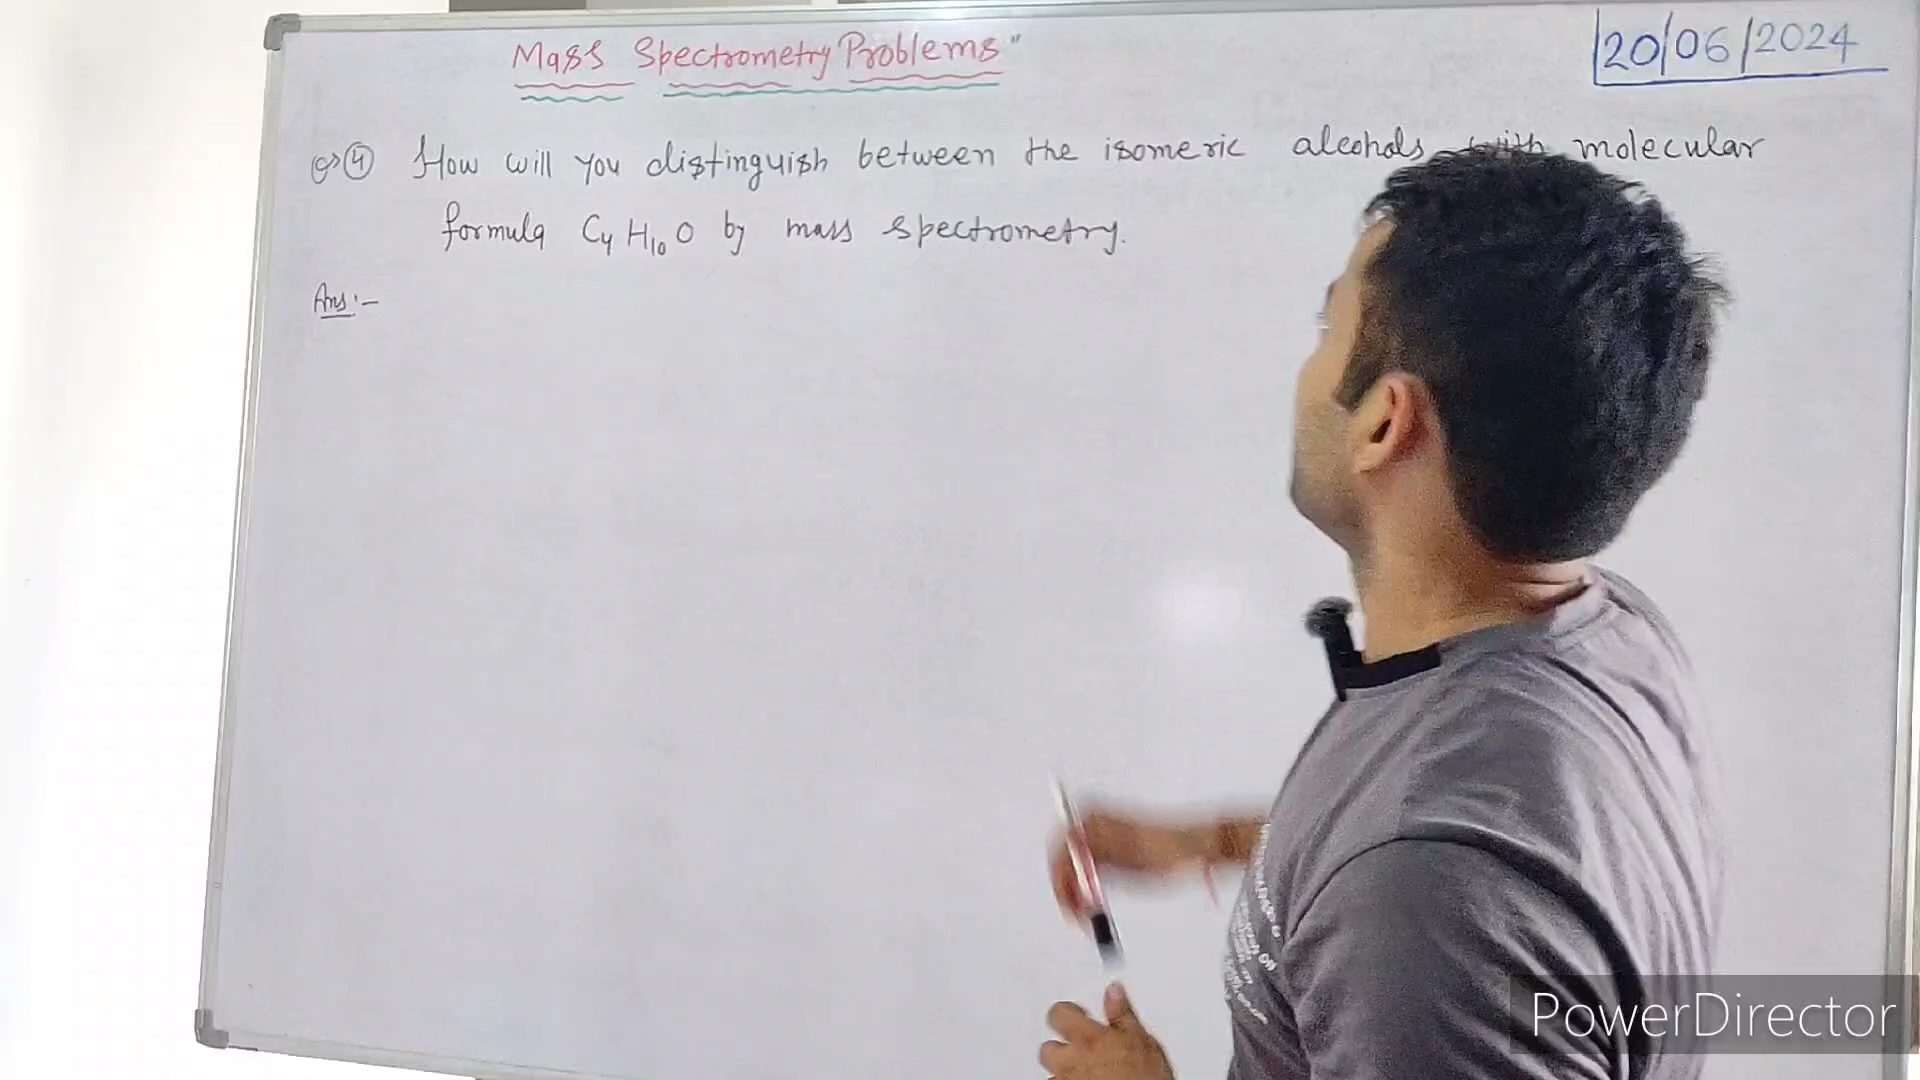 Mass Spectrometry Problems"
20/06/2024
Q④ How will you distinguish between the isomeric alcohols with molecular
formula C₄H₁₀O by mass spectrometry.
Ans:-
PowerDirector